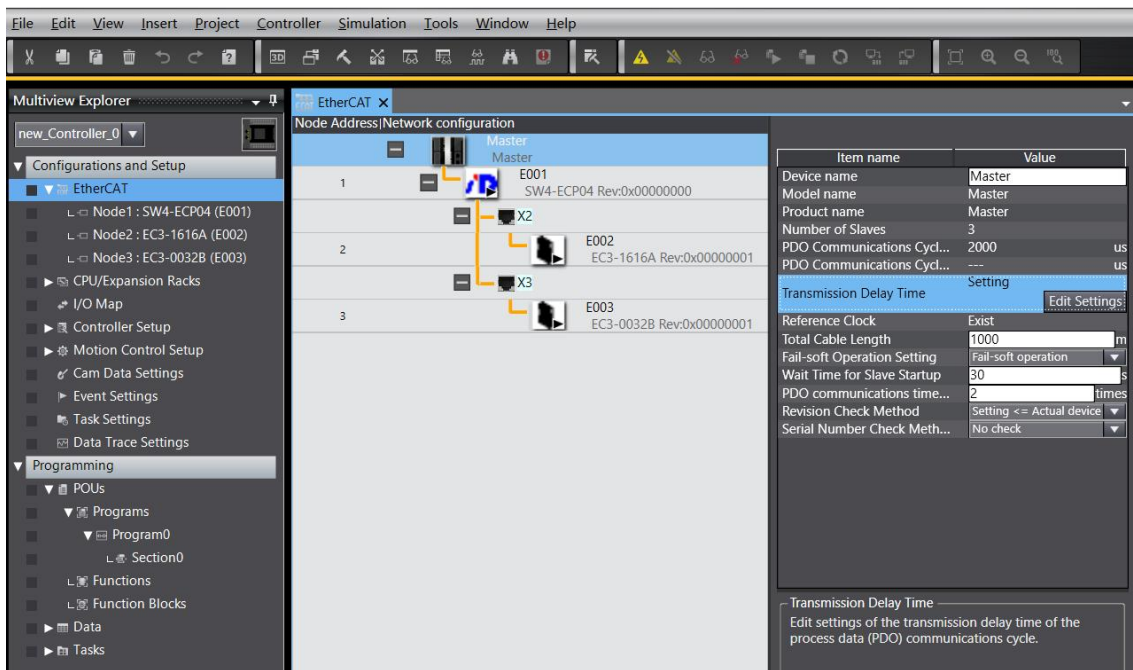 File Edit View Insert Project Controller Simulation Tools Window Help
3D
100%
Multiview Explorer
new_Controller_0
Configurations and Setup
EtherCAT
Node1 : SW4-ECP04 (E001)
Node2 : EC3-1616A (E002)
Node3 : EC3-0032B (E003)
CPU/Expansion Racks
I/O Map
Controller Setup
Motion Control Setup
Cam Data Settings
Event Settings
Task Settings
Data Trace Settings
Programming
POUs
Programs
Program0
Section0
Functions
Function Blocks
Data
Tasks
EtherCAT
Node Address|Network configuration
Master
Master
1
E001
SW4-ECP04 Rev:0x00000000
X2
2
E002
EC3-1616A Rev:0x00000001
X3
3
E003
EC3-0032B Rev:0x00000001
Item name Value
Device name Master
Model name Master
Product name Master
Number of Slaves 3
PDO Communications Cycl... 2000 us
PDO Communications Cycl... --- us
Transmission Delay Time Setting
Edit Settings
Reference Clock Exist
Total Cable Length 1000 m
Fail-soft Operation Setting Fail-soft operation
Wait Time for Slave Startup 30 s
PDO communications time... 2 times
Revision Check Method Setting <= Actual device
Serial Number Check Meth... No check
Transmission Delay Time
Edit settings of the transmission delay time of the
process data (PDO) communications cycle.